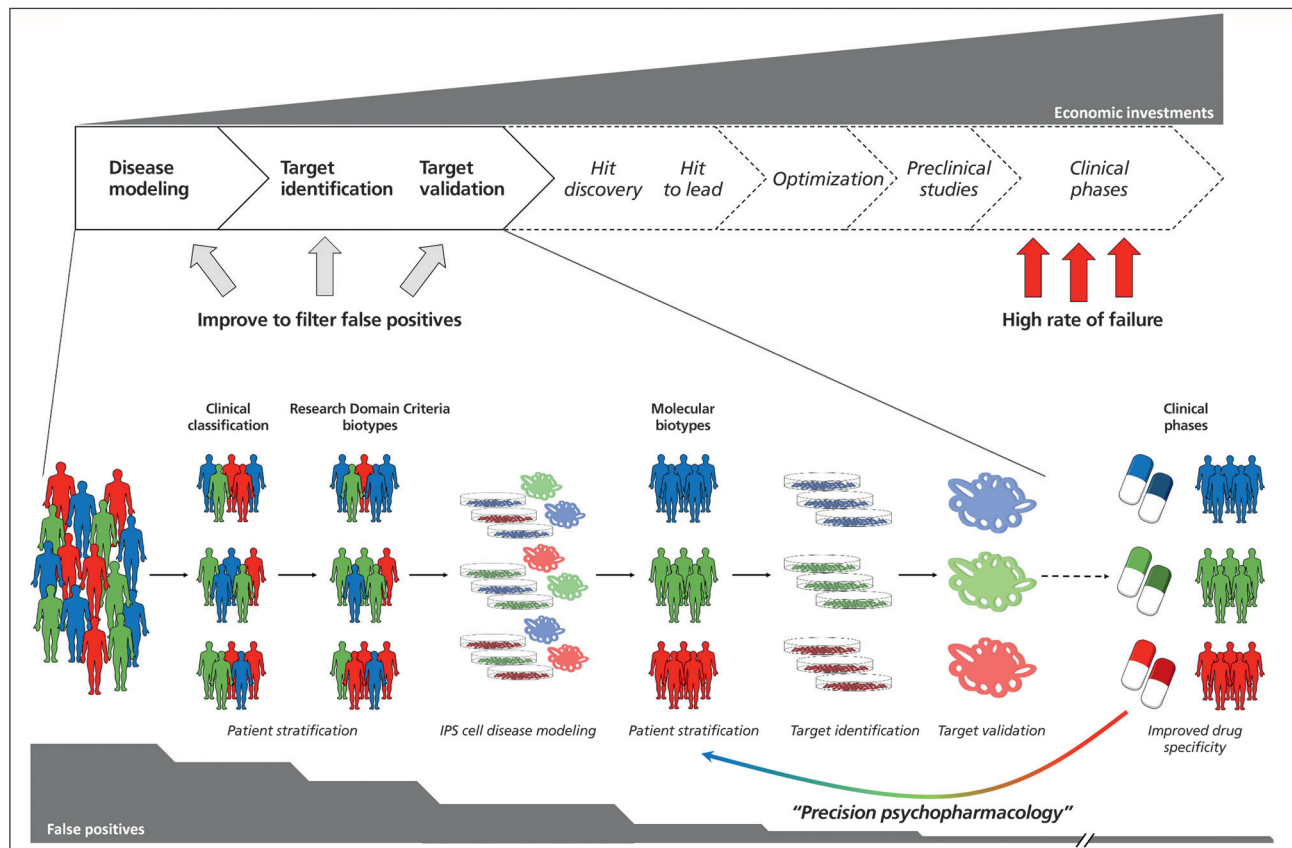 Economic investments
Disease
modeling
Target
identification
Target
validation
Hit
discovery
Hit
to lead
Optimization
Preclinical
studies
Clinical
phases
Improve to filter false positives
High rate of failure
Clinical
classification
Research Domain Criteria
biotypes
Molecular
biotypes
Clinical
phases
Patient stratification
IPS cell disease modeling
Patient stratification
Target identification
Target validation
Improved drug
specificity
“Precision psychopharmacology”
False positives